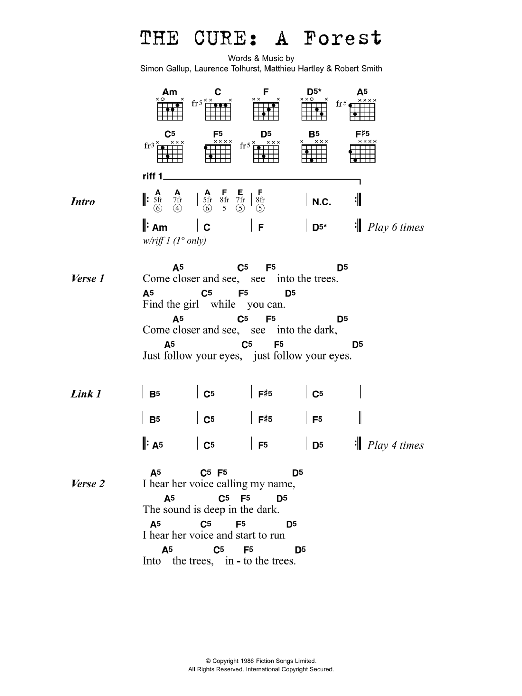 THE CURE: A Forest
Words & Music by
Simon Gallup, Laurence Tolhurst, Matthieu Hartley & Robert Smith
Am C F D5* A5
fr5 fr5
C5 F5 D5 B5 F#5
fr3 fr5
riff 1
Intro
A A A F E F
5fr 7fr 5fr 8fr 7fr 8fr N.C.
6 4 6 5 5 5
Am C F D5* Play 6 times
w/riff 1 (1° only)
A5 C5 F5 D5
Verse 1 Come closer and see, see into the trees.
A5 C5 F5 D5
Find the girl while you can.
A5 C5 F5 D5
Come closer and see, see into the dark,
A5 C5 F5 D5
Just follow your eyes, just follow your eyes.
Link 1 B5 C5 F#5 C5
B5 C5 F#5 F5
A5 C5 F5 D5 Play 4 times
A5 C5 F5 D5
Verse 2 I hear her voice calling my name,
A5 C5 F5 D5
The sound is deep in the dark.
A5 C5 F5 D5
I hear her voice and start to run
A5 C5 F5 D5
Into the trees, in - to the trees.
© Copyright 1986 Fiction Songs Limited.
All Rights Reserved. International Copyright Secured.